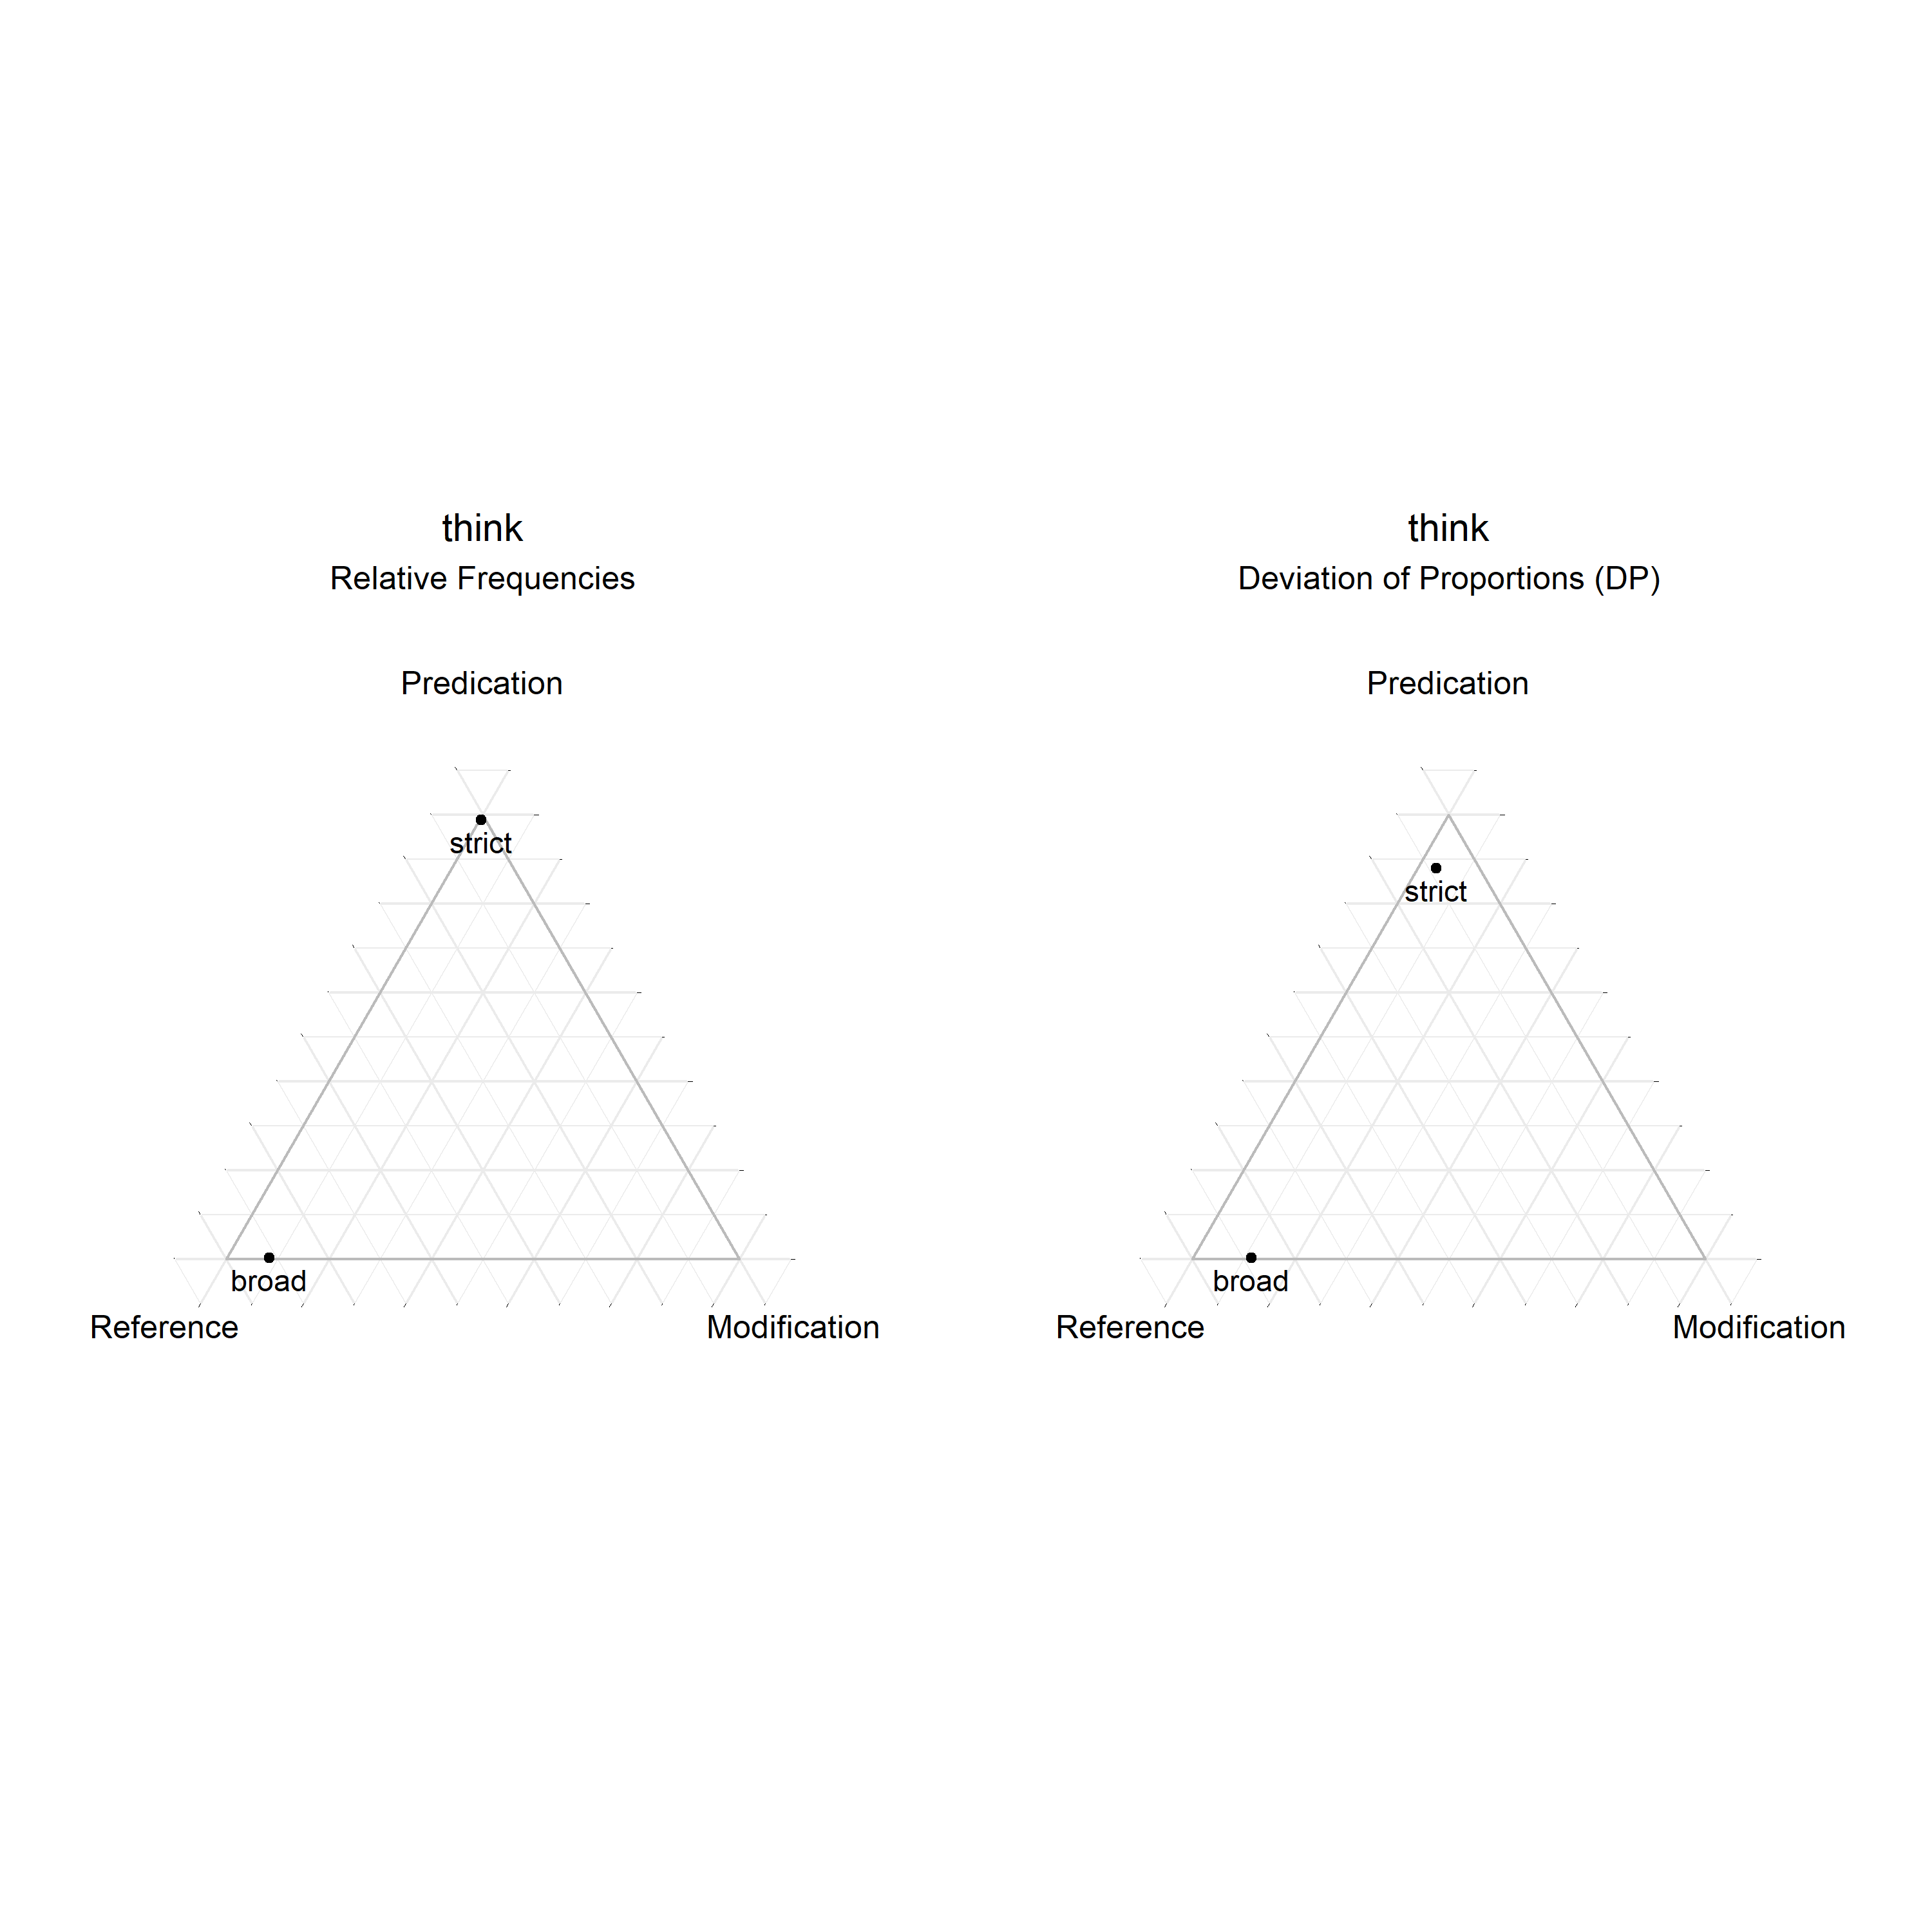 think
Relative Frequencies
Predication
strict
broad
Reference
Modification
think
Deviation of Proportions (DP)
Predication
strict
broad
Reference
Modification